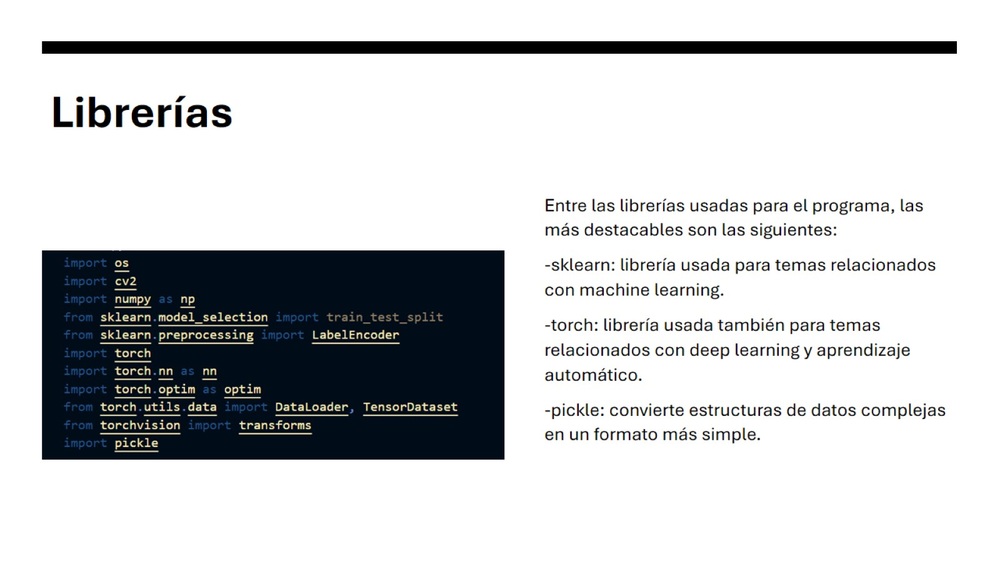 Librerías
import os
import cv2
import numpy as np
from sklearn.model_selection import train_test_split
from sklearn.preprocessing import LabelEncoder
import torch
import torch.nn as nn
import torch.optim as optim
from torch.utils.data import DataLoader, TensorDataset
from torchvision import transforms
import pickle
Entre las librerías usadas para el programa, las
más destacables son las siguientes:
-sklearn: librería usada para temas relacionados
con machine learning.
-torch: librería usada también para temas
relacionados con deep learning y aprendizaje
automático.
-pickle: convierte estructuras de datos complejas
en un formato más simple.